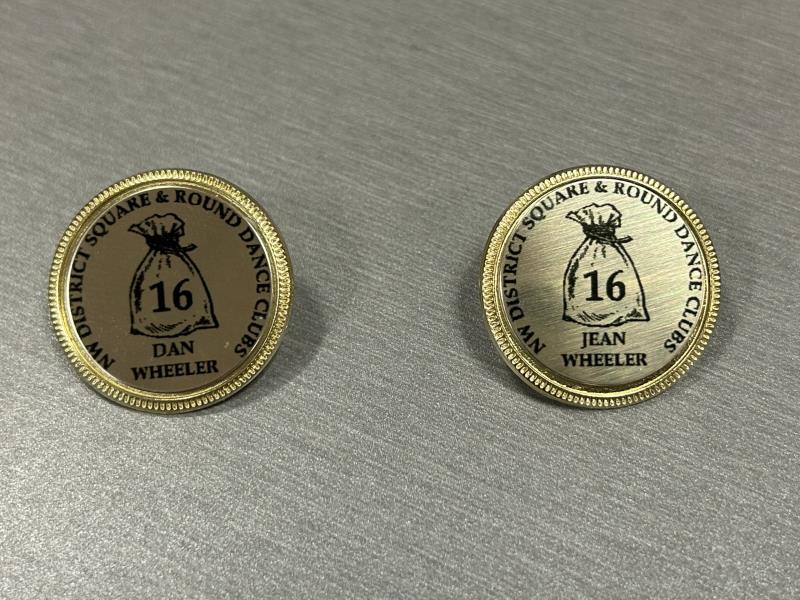 NW DISTRICT SQUARE & ROUND DANCE CLUBS
16
DAN
WHEELER
NW DISTRICT SQUARE & ROUND DANCE CLUBS
16
JEAN
WHEELER